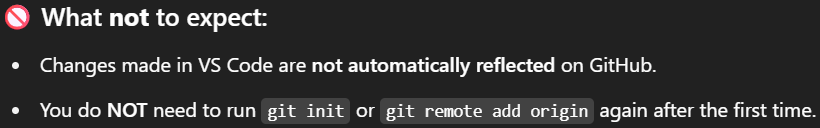 🚫 What not to expect:
• Changes made in VS Code are not automatically reflected on GitHub.
• You do NOT need to run git init or git remote add origin again after the first time.